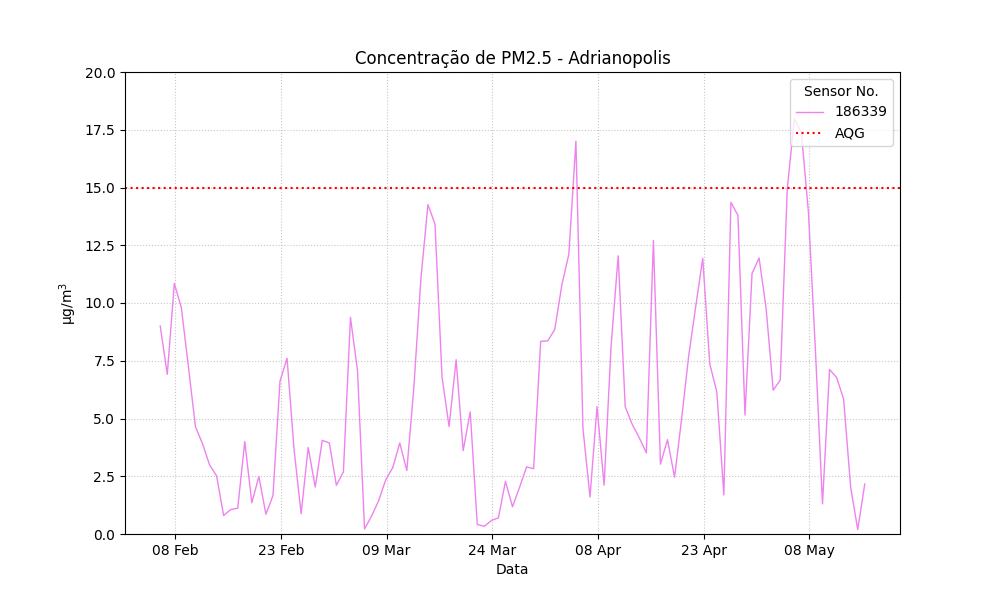 Concentração de PM2.5 - Adrianopolis
Sensor No.
186339
AQG
20.0
17.5
15.0
12.5
10.0
7.5
5.0
2.5
0.0
µg/m³
08 Feb
23 Feb
09 Mar
24 Mar
08 Apr
23 Apr
08 May
Data